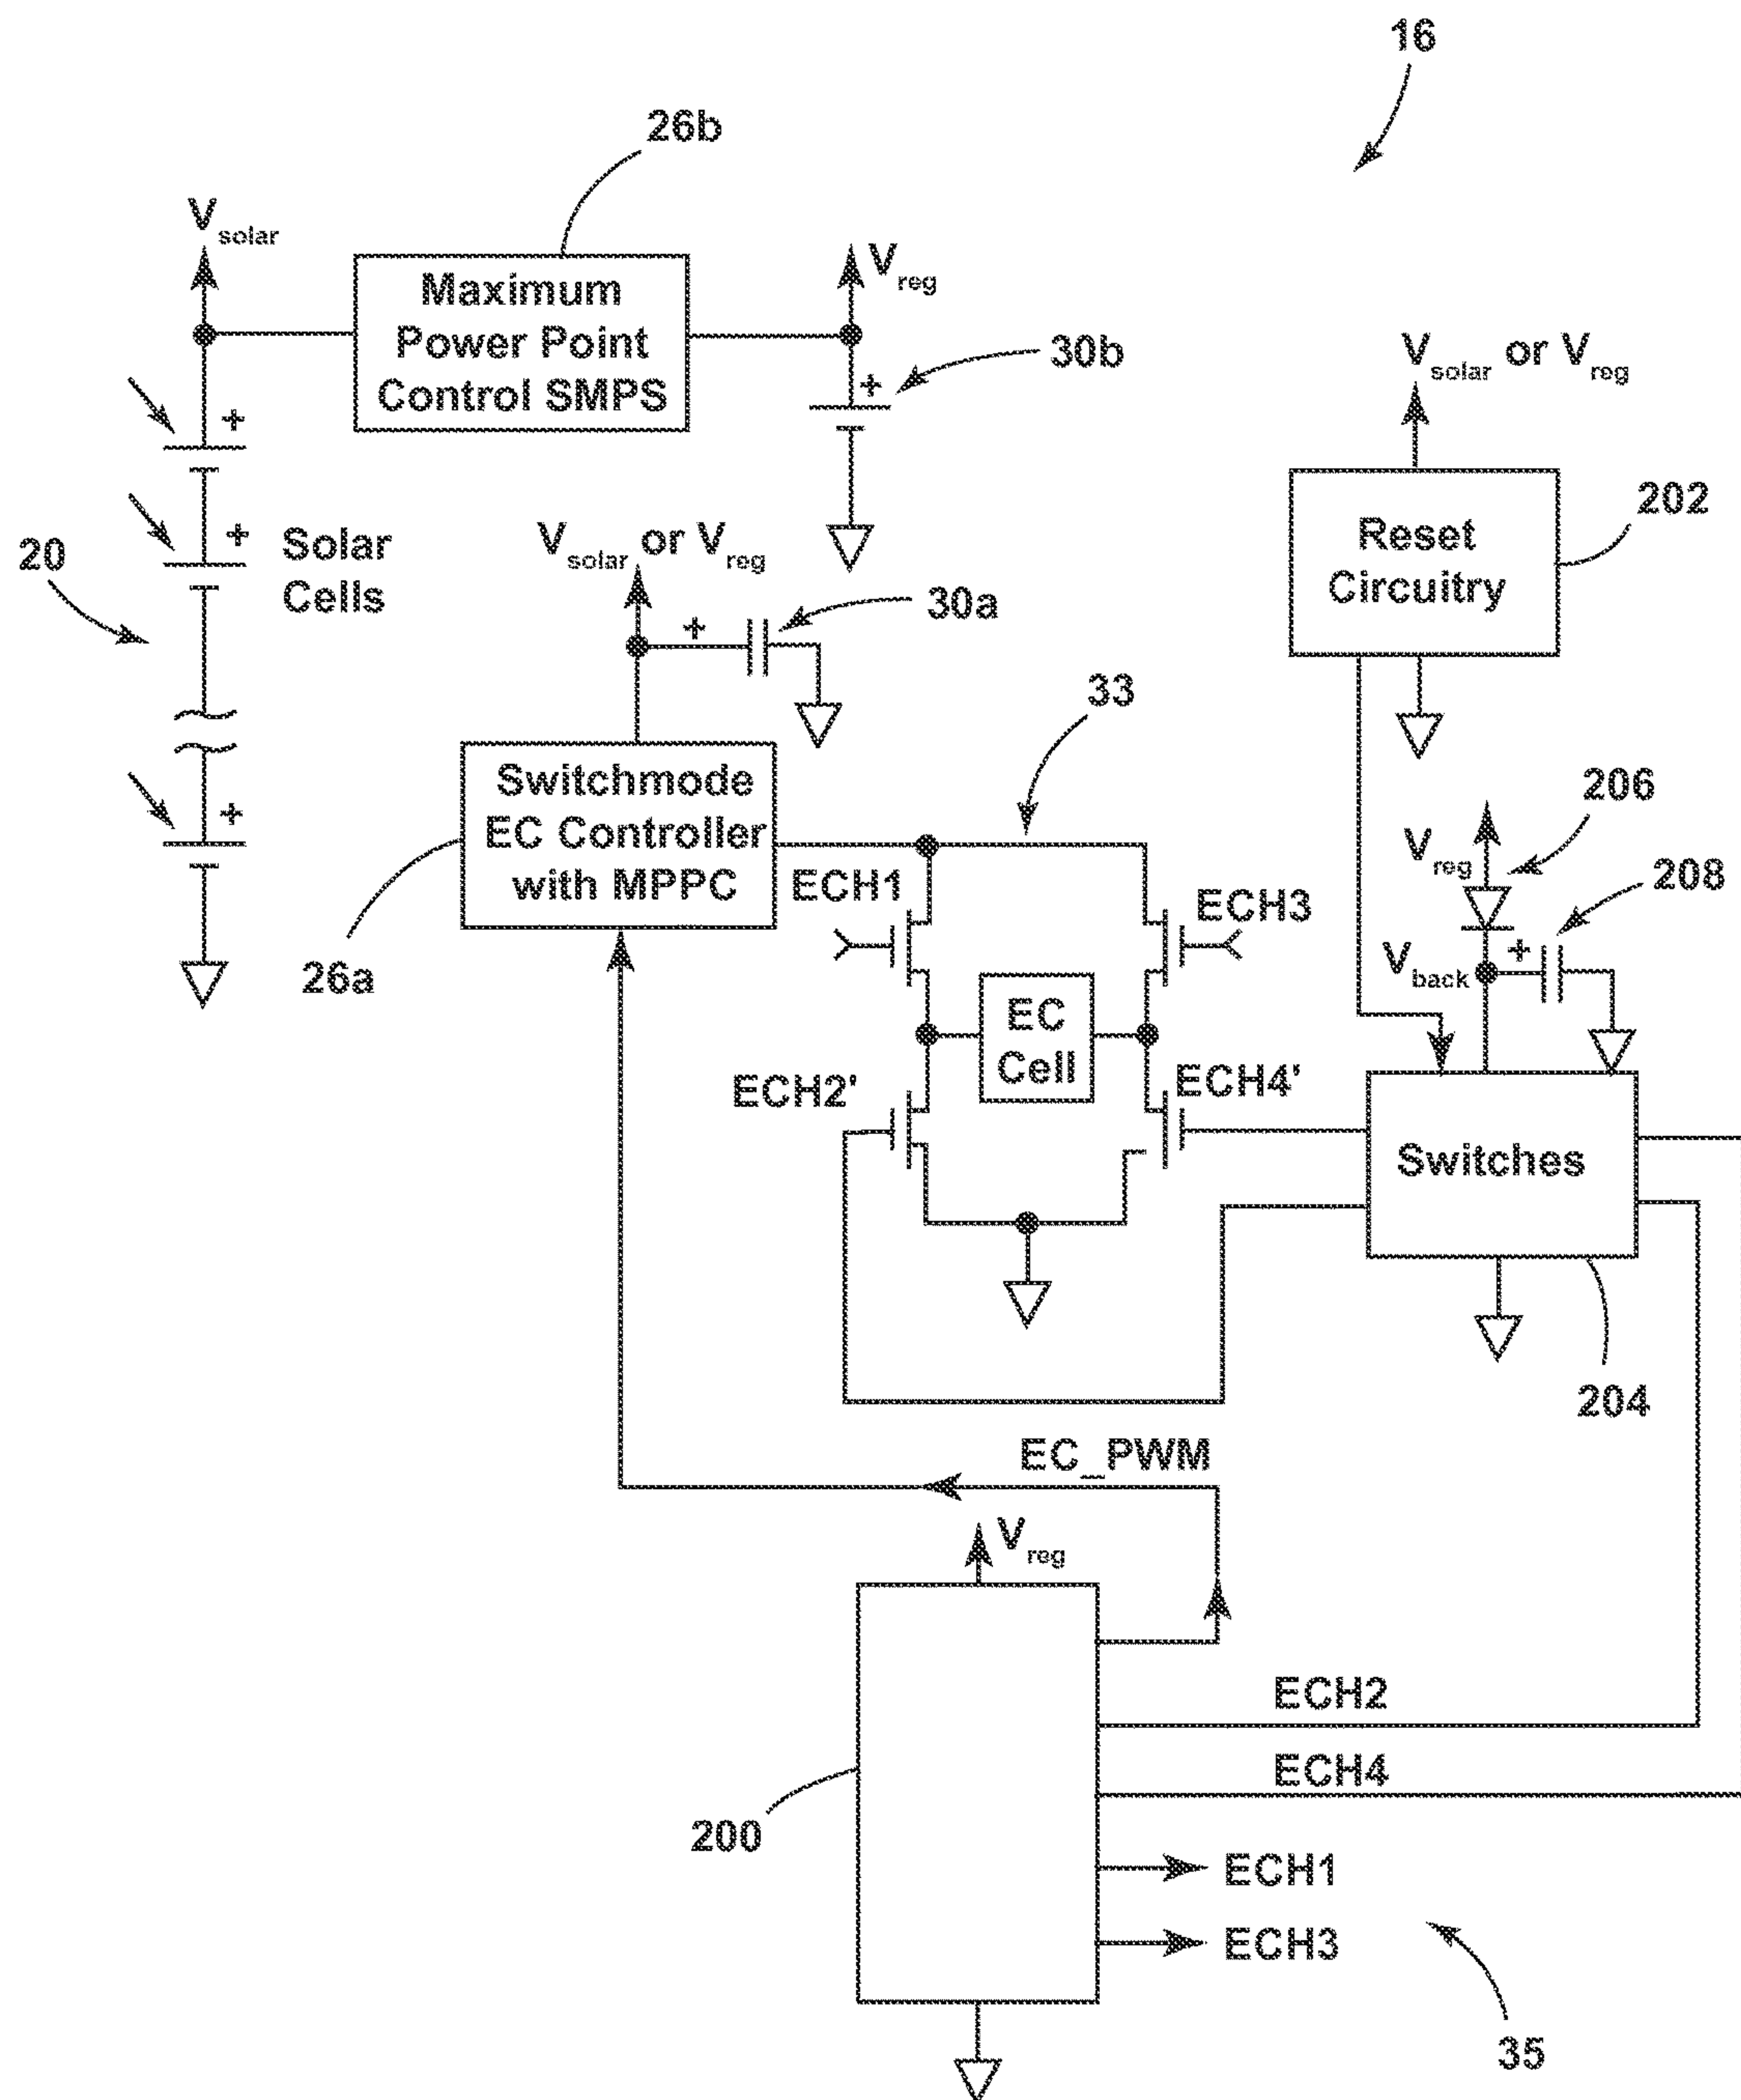 16
26b
Vsolar
Maximum
Power Point
Control SMPS
Vreg
30b
+
+
Vsolar or Vreg
202
Reset
Circuitry
20
+
Solar
Cells
Vsolar or Vreg
30a
+
33
Switchmode
EC Controller
with MPPC
+
206
Vreg
208
ECH1
ECH3
26a
Vback
+
EC
Cell
ECH2'
ECH4'
Switches
204
EC_PWM
Vreg
ECH2
ECH4
200
ECH1
ECH3
35